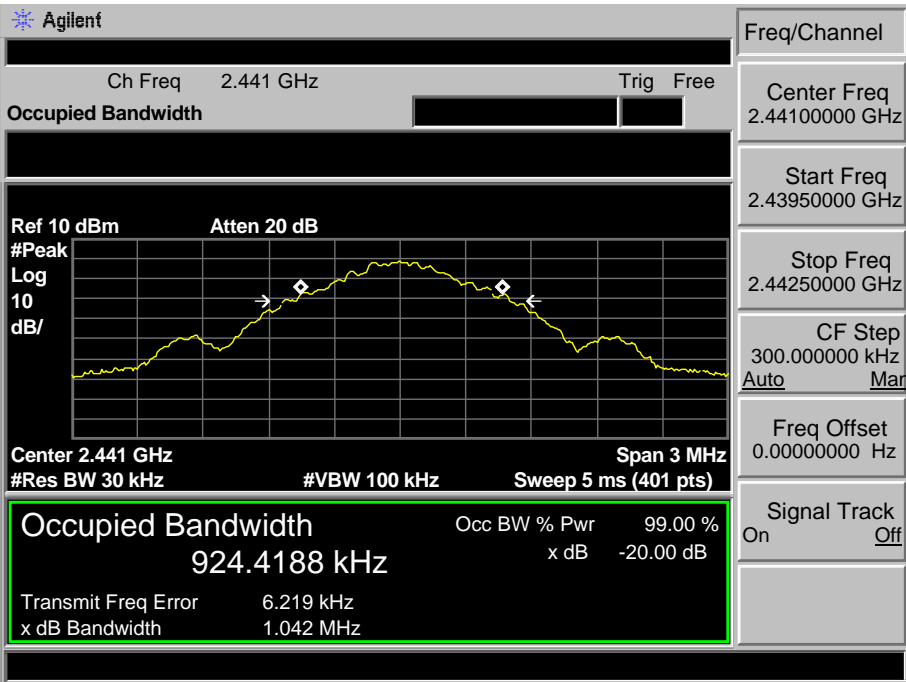 Agilent
Freq/Channel
Ch Freq 2.441 GHz Trig Free
Occupied Bandwidth
Center Freq
2.44100000 GHz
Start Freq
2.43950000 GHz
Stop Freq
2.44250000 GHz
CF Step
300.000000 kHz
Auto Mar
Freq Offset
0.00000000 Hz
Signal Track
On Off
Ref 10 dBm Atten 20 dB
#Peak
Log
10
dB/
Center 2.441 GHz Span 3 MHz
#Res BW 30 kHz #VBW 100 kHz Sweep 5 ms (401 pts)
Occupied Bandwidth Occ BW % Pwr 99.00 %
924.4188 kHz x dB -20.00 dB
Transmit Freq Error 6.219 kHz
x dB Bandwidth 1.042 MHz